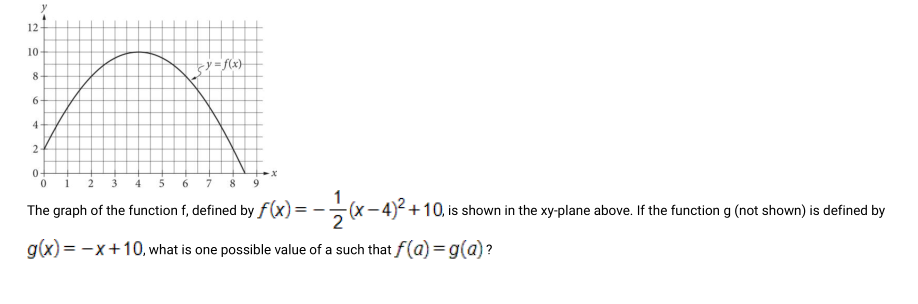 y
12
10
y = f(x)
8
6
4
2
0
x
0 1 2 3 4 5 6 7 8 9
The graph of the function f, defined by f(x) = -1/2(x-4)²+10, is shown in the xy-plane above. If the function g (not shown) is defined by
g(x) = -x+10, what is one possible value of a such that f(a) = g(a)?